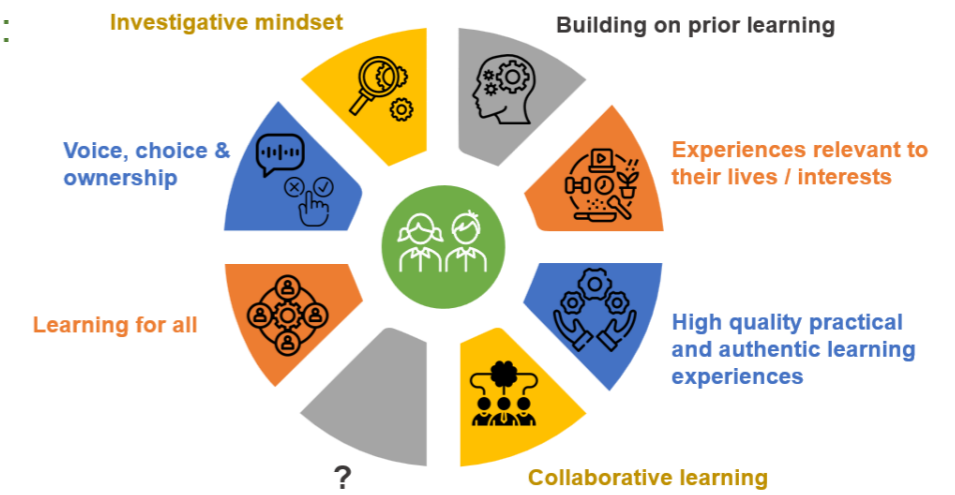 :
Investigative mindset
Building on prior learning
Voice, choice &
ownership
Experiences relevant to
their lives / interests
Learning for all
High quality practical
and authentic learning
experiences
?
Collaborative learning